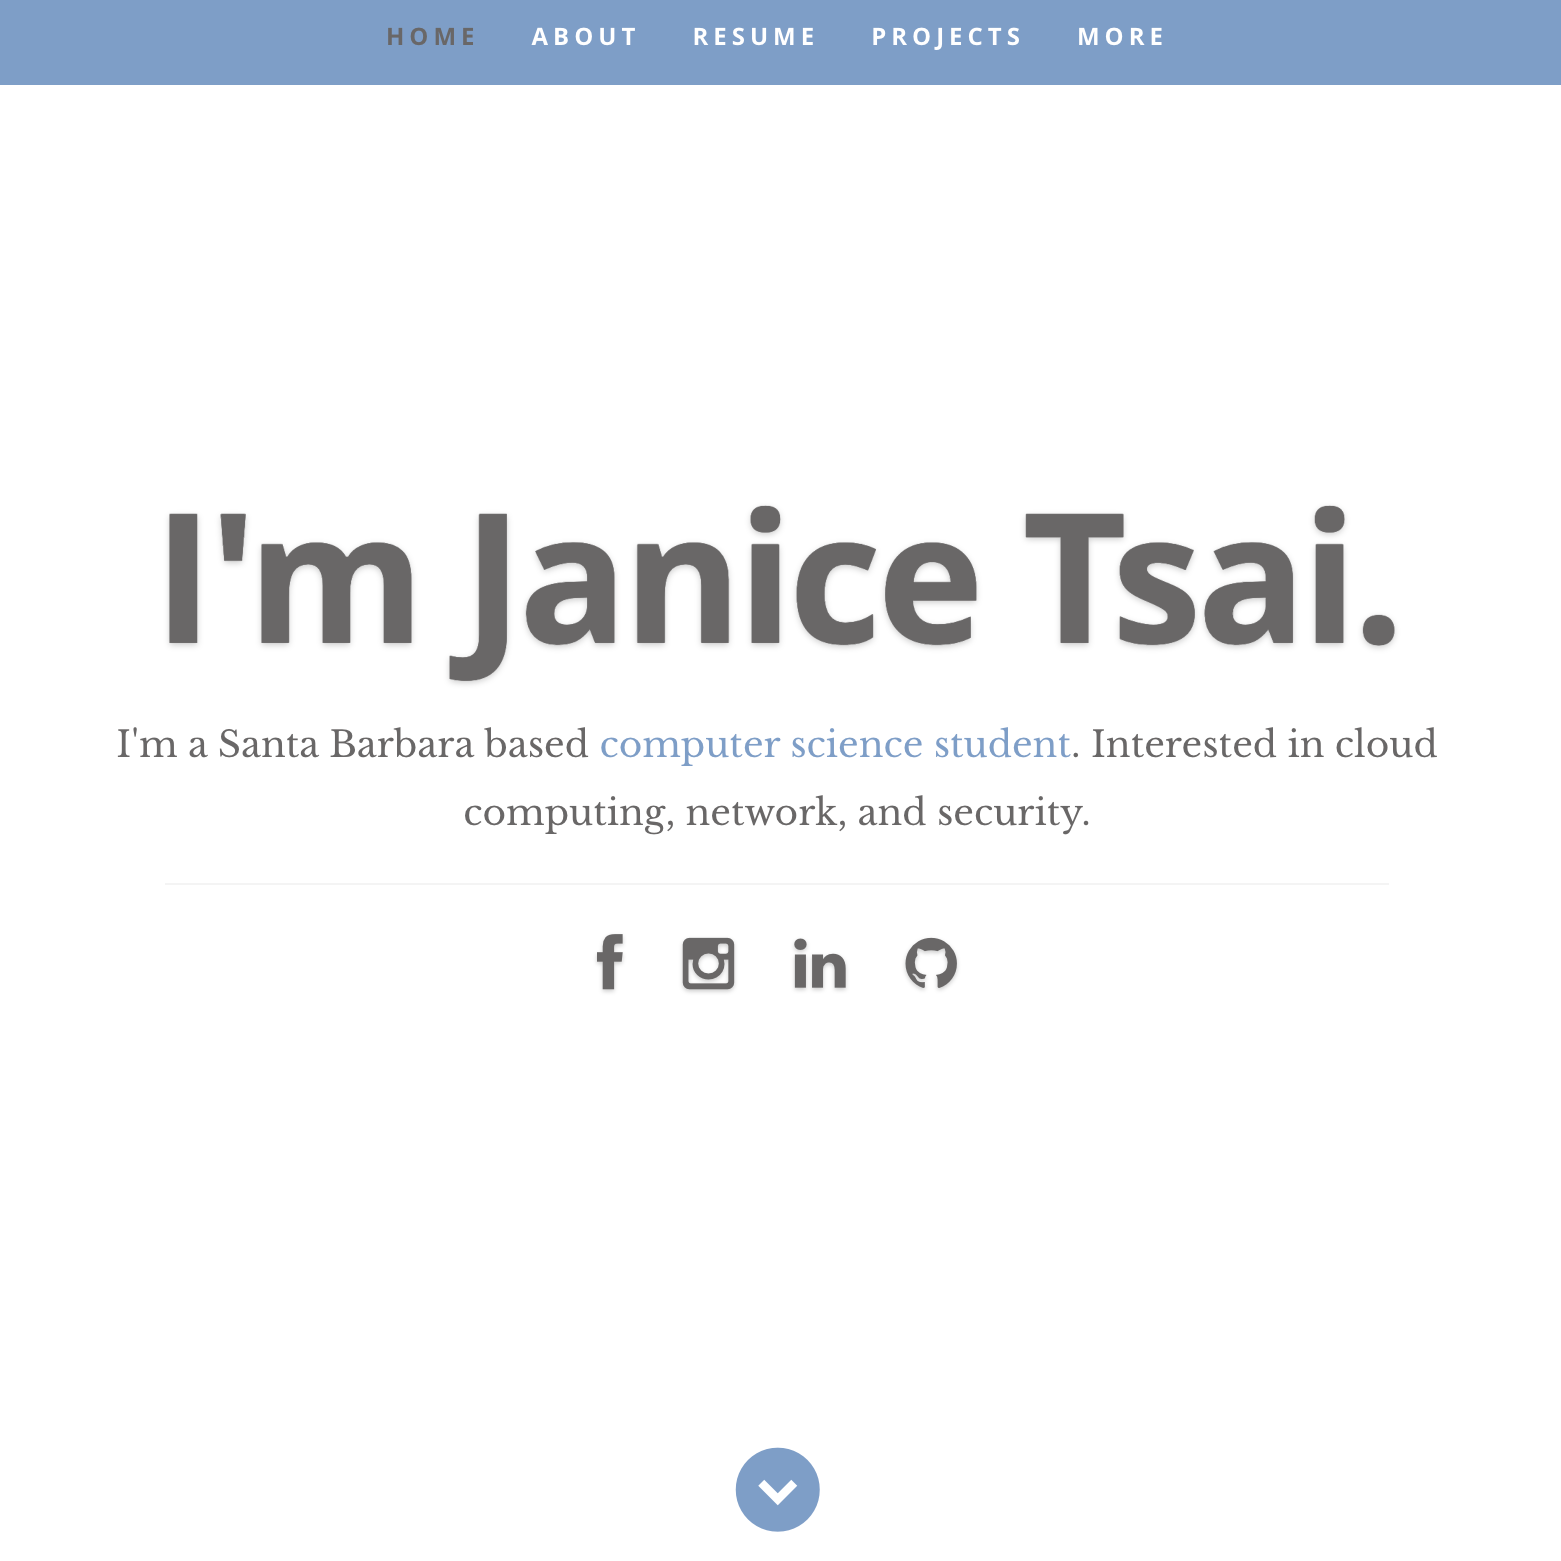 HOME ABOUT RESUME PROJECTS MORE
I'm Janice Tsai.
I'm a Santa Barbara based computer science student. Interested in cloud
computing, network, and security.